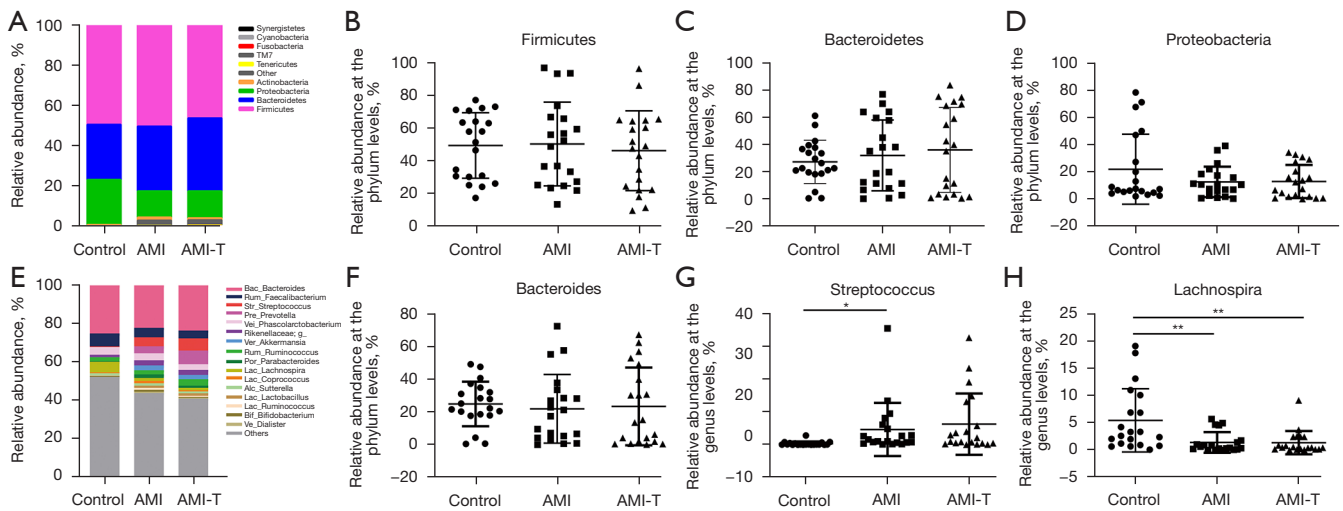 A
Relative abundance, %
100
80
60
40
20
0
Control
AMI
AMI-T
Synergistetes
Cyanobacteria
Fusobacteria
TM7
Tenericutes
Other
Actinobacteria
Proteobacteria
Bacteroidetes
Firmicutes
B
Firmicutes
Relative abundance at the
phylum levels, %
100
80
60
40
20
0
Control
AMI
AMI-T
C
Bacteroidetes
Relative abundance at the
phylum levels, %
100
80
60
40
20
0
−20
Control
AMI
AMI-T
D
Proteobacteria
Relative abundance at the
phylum levels, %
100
80
60
40
20
0
−20
Control
AMI
AMI-T
E
Relative abundance, %
100
80
60
40
20
0
Control
AMI
AMI-T
Bac_Bacteroides
Rum_Faecalibacterium
Str_Streptococcus
Pre_Prevotella
Vei_Phascolarctobacterium
Rikenellaceae; g_
Ver_Akkermansia
Rum_Ruminococcus
Por_Parabacteroides
Lac_Lachnospira
Lac_Coprococcus
Alc_Sutterella
Lac_Lactobacillus
Lac_Ruminococcus
Bif_Bifidobacterium
Ve_Dialister
Others
F
Bacteroides
Relative abundance at the
phylum levels, %
100
80
60
40
20
0
−20
Control
AMI
AMI-T
G
Streptococcus
Relative abundance at the
genus levels, %
40
30
20
10
0
−10
*
Control
AMI
AMI-T
H
Lachnospira
Relative abundance at the
genus levels, %
25
20
15
10
5
0
−5
**
**
Control
AMI
AMI-T